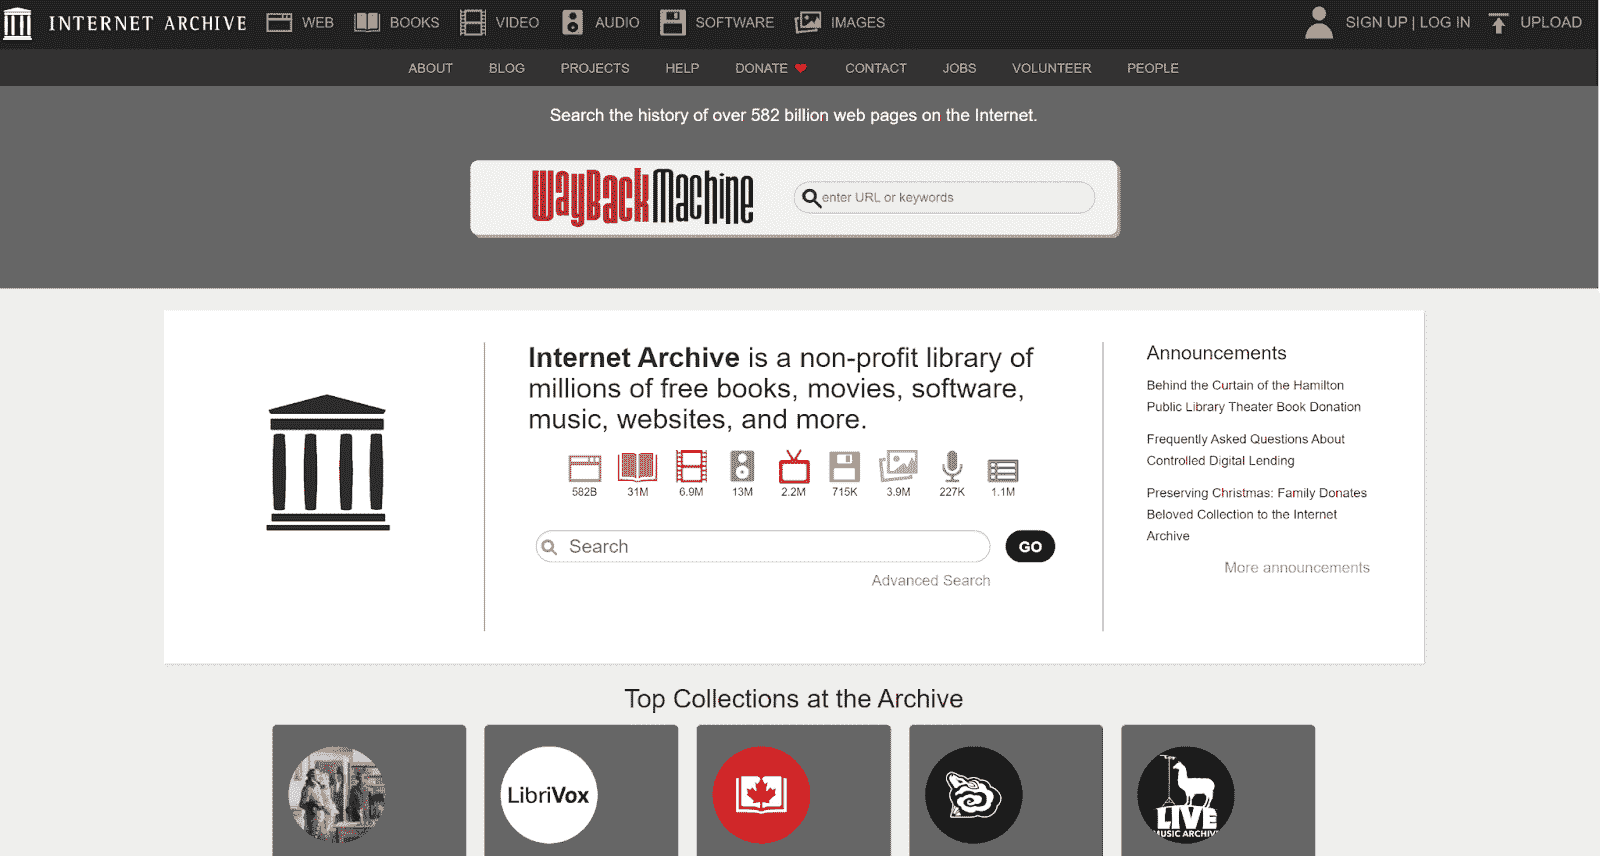 INTERNET ARCHIVE WEB BOOKS VIDEO AUDIO SOFTWARE IMAGES SIGN UP | LOG IN UPLOAD
ABOUT BLOG PROJECTS HELP DONATE CONTACT JOBS VOLUNTEER PEOPLE
Search the history of over 582 billion web pages on the Internet.
WayBackMachine enter URL or keywords
Internet Archive is a non-profit library of
millions of free books, movies, software,
music, websites, and more.
582B 31M 6.9M 13M 2.2M 715K 3.9M 227K 1.1M
Search GO
Advanced Search
Announcements
Behind the Curtain of the Hamilton
Public Library Theater Book Donation
Frequently Asked Questions About
Controlled Digital Lending
Preserving Christmas: Family Donates
Beloved Collection to the Internet
Archive
More announcements
Top Collections at the Archive
LibriVox
LIVE
MUSIC ARCHIVE